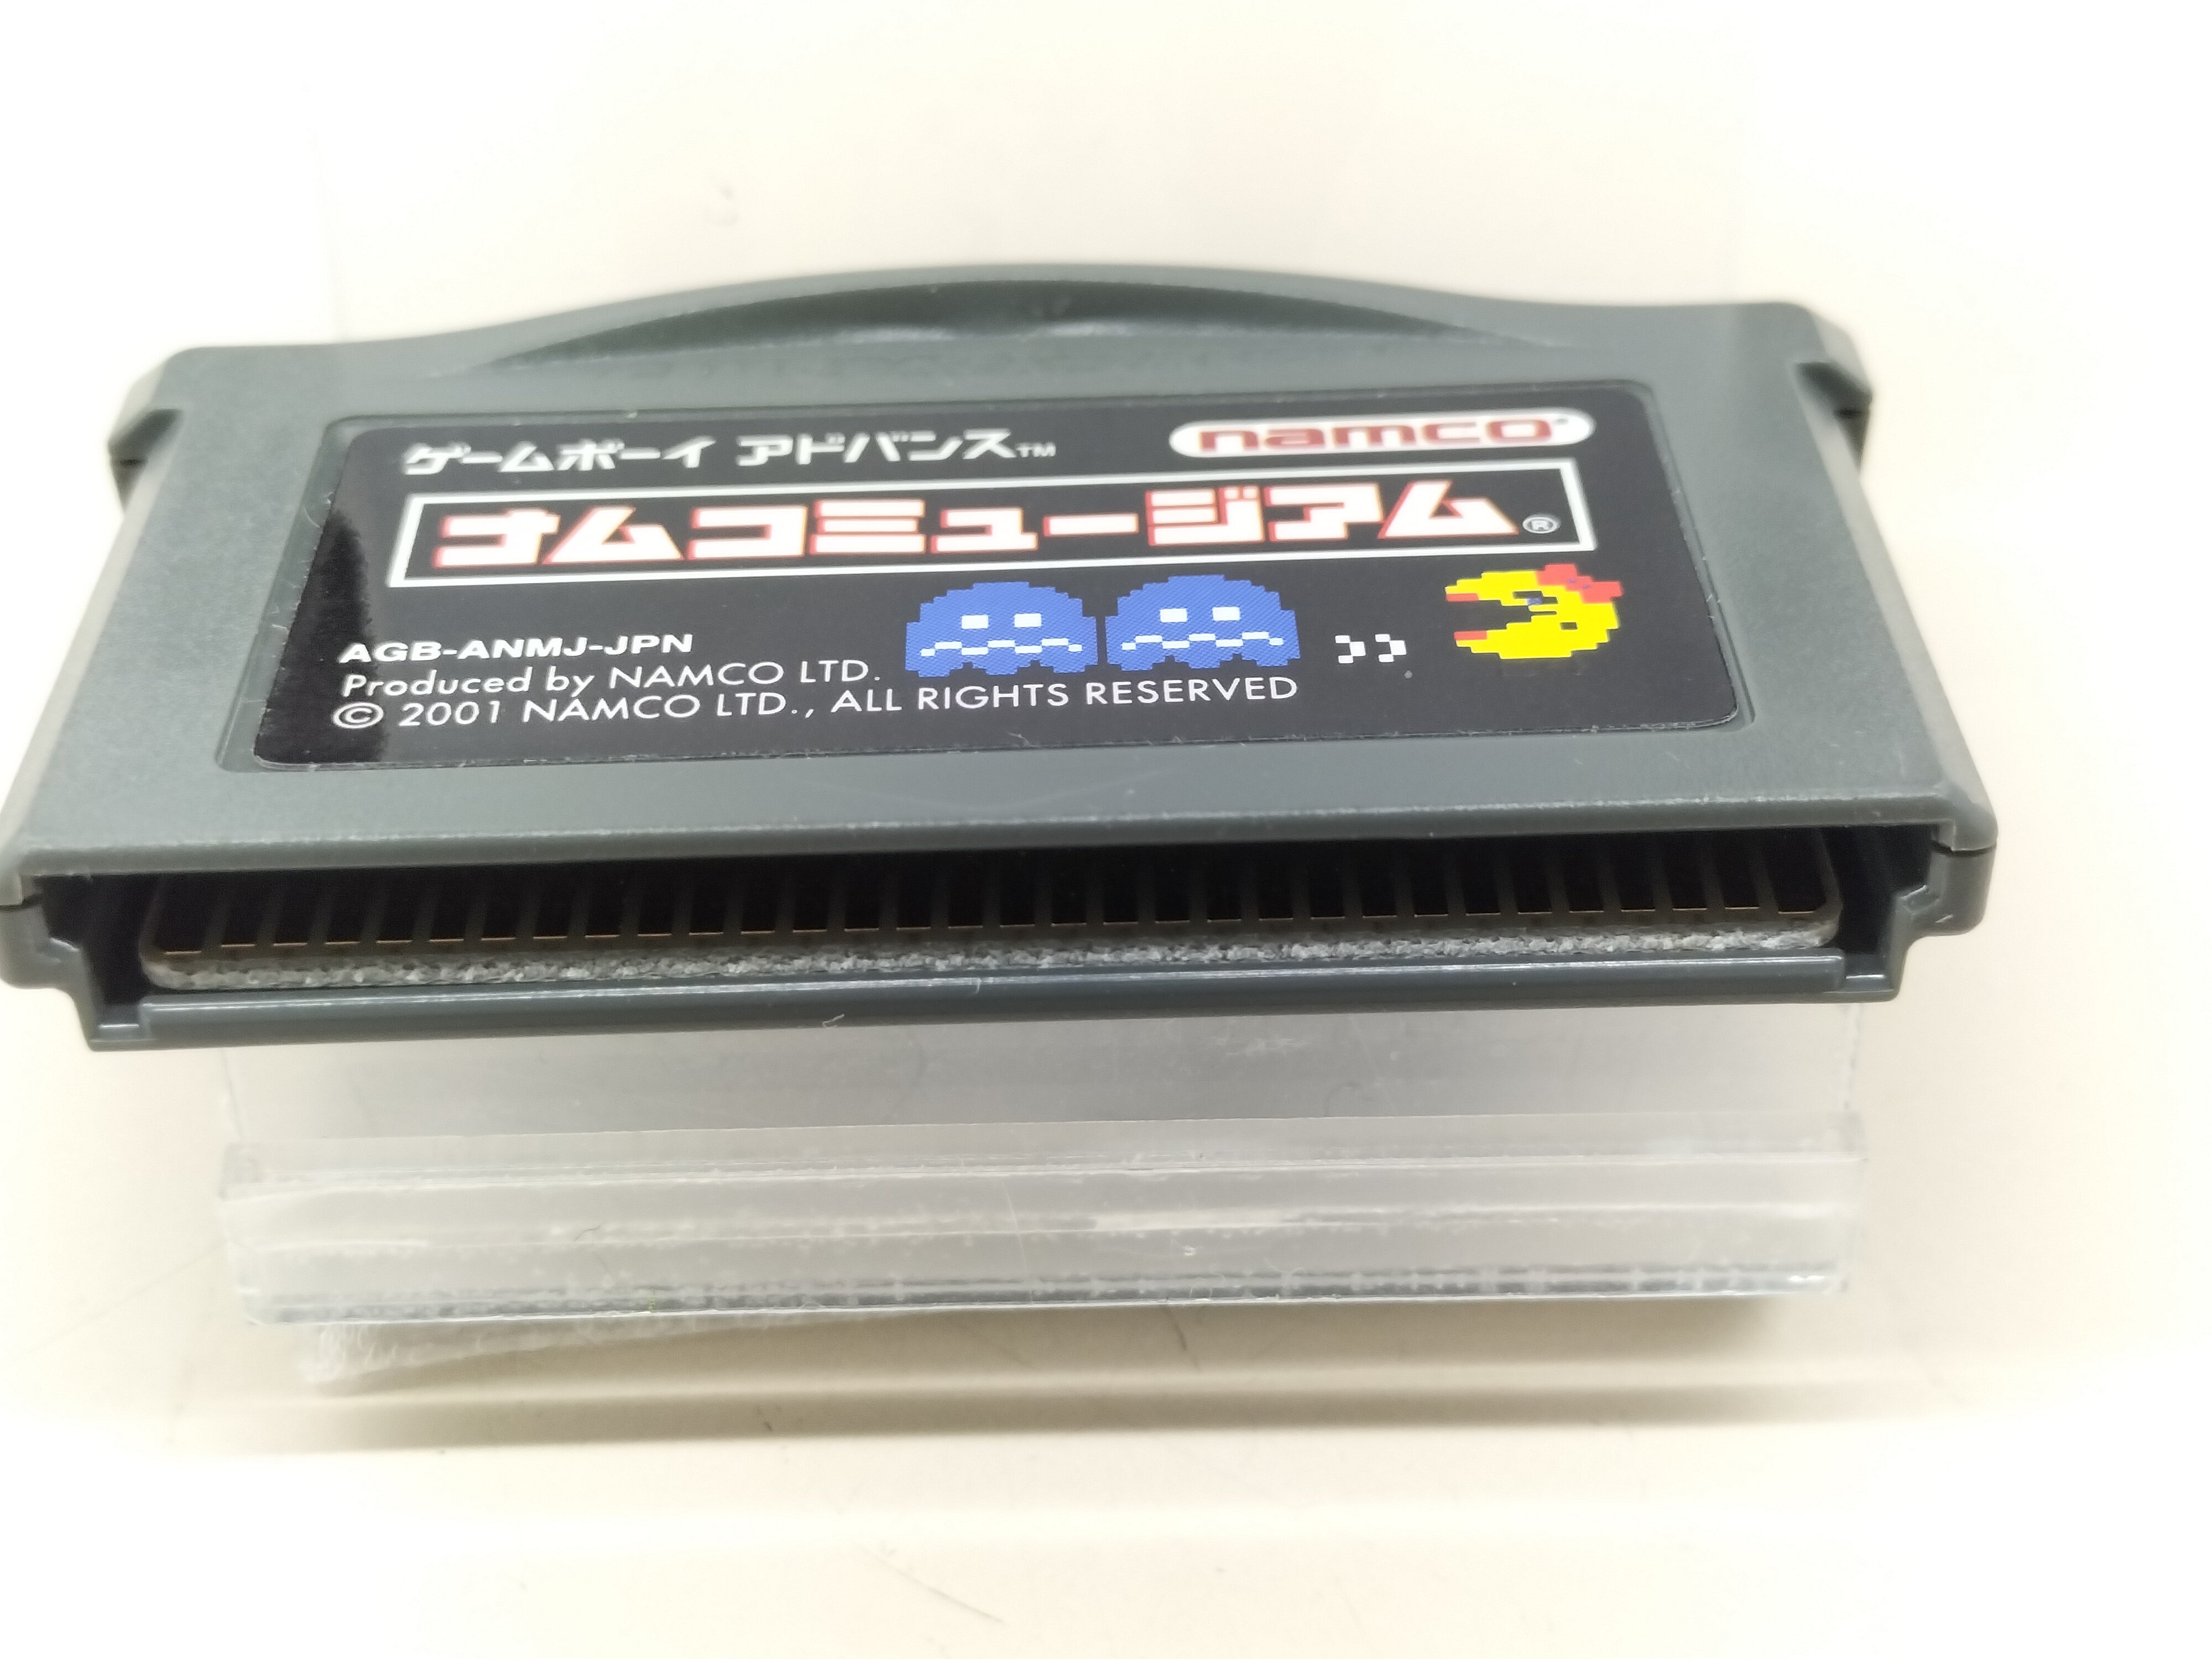 ゲームボーイ アドバンス™
namco®
ナムコミュージアム®
AGB-ANMJ-JPN
Produced by NAMCO LTD.
© 2001 NAMCO LTD., ALL RIGHTS RESERVED